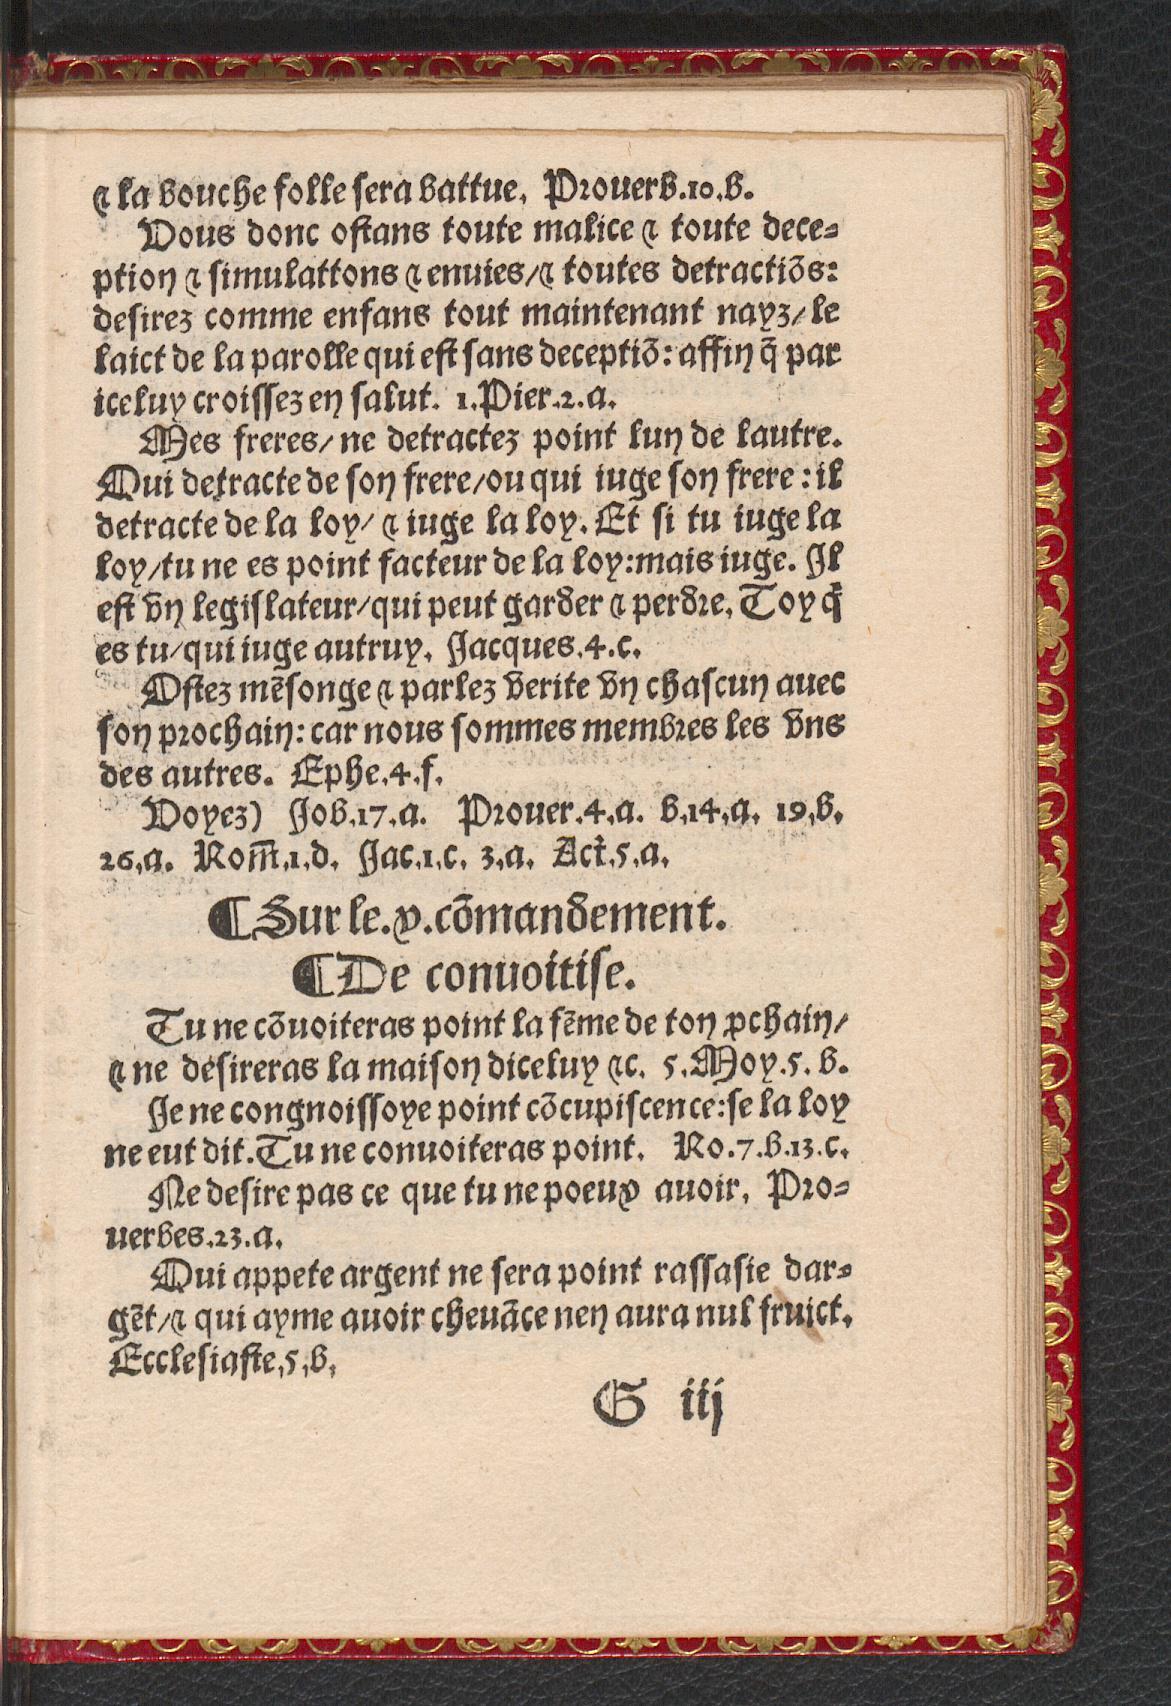 ⁊ la bouche folle sera battue. Prouerb.10.b.
Vous donc ostans toute malice ⁊ toute dece-
ption ⁊ simulattons ⁊ enuies/⁊ toutes detractiõs:
desirez comme enfans tout maintenant nayz/le
laict de la parolle qui est sans deceptiõ: affin q̃ par
iceluy croissez en salut. 1.Pier.2.a.
Mes freres/ ne detractez point lun de lautre.
Qui detracte de son frere/ou qui iuge son frere : il
detracte de la loy/ ⁊ iuge la loy. Et si tu iuge la
loy/tu ne es point facteur de la loy:mais iuge. Il
est vn legislateur/qui peut garder ⁊ perdre. Toy q̃
es tu/qui iuge autruy. Jacques.4.c.
Ostez mẽsonge ⁊ parlez verite vn chascun auec
son prochain: car nous sommes membres les vns
des autres. Ephe.4.f.
Voyez) Job.17.a. Prouer.4.a. b.14.a. 19.b.
26.a. Rom̃.1.d. Jac.1.c. 3.a. Act.5.a.
¶Sur le.x.cõmandement.
¶De conuoitise.
Tu ne cõuoiteras point la fẽme de ton ꝓchain/
⁊ ne desireras la maison diceluy ⁊c. 5.Moy.5. b.
Je ne congnoissoye point cõcupiscence:se la loy
ne eut dit.Tu ne conuoiteras point. Ro.7.b.13.c.
Ne desire pas ce que tu ne poeux auoir. Pro-
uerbes.23.a.
Qui appete argent ne sera point rassasie dar-
gẽt/⁊ qui ayme auoir cheuãce nen aura nul fruict.
Ecclesiaste.5.b.
G iij